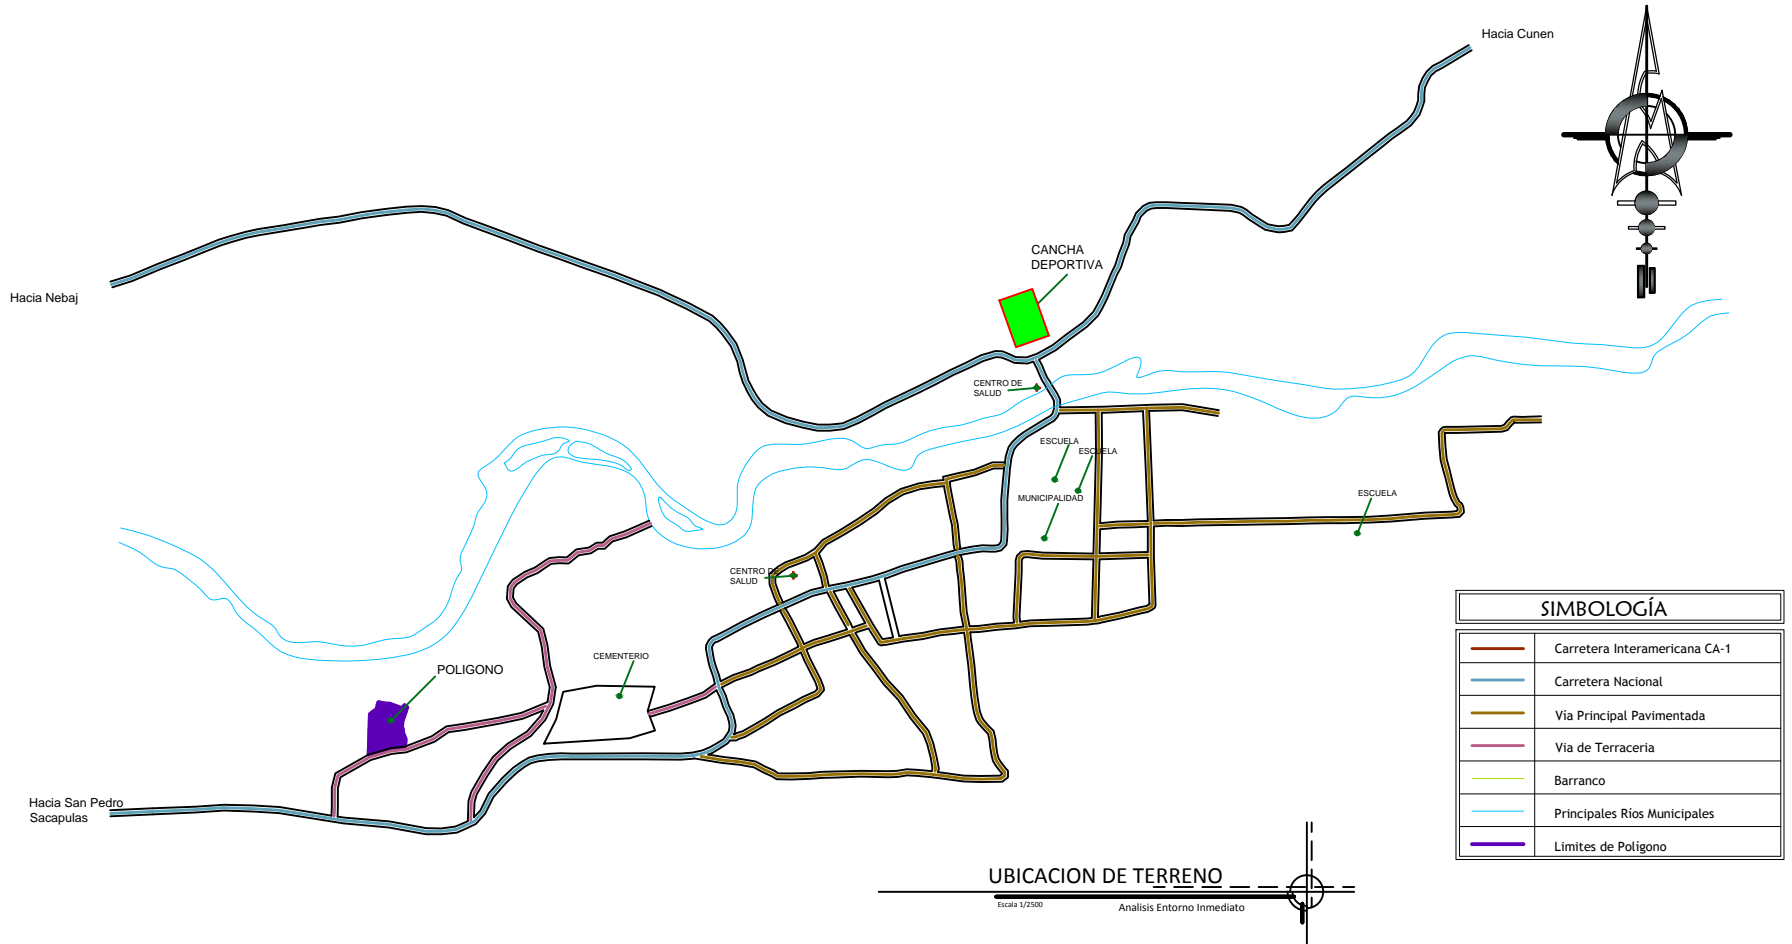 Hacia Cunen
CANCHA
DEPORTIVA
Hacia Nebaj
CENTRO DE
SALUD
ESCUELA
ESCUELA
MUNICIPALIDAD
ESCUELA
CENTRO DE
SALUD
CEMENTERIO
POLIGONO
Hacia San Pedro
Sacapulas
SIMBOLOGÍA
Carretera Interamericana CA-1
Carretera Nacional
Vía Principal Pavimentada
Via de Terraceria
Barranco
Principales Ríos Municipales
Limites de Polígono
UBICACION DE TERRENO
Escala 1/2500
Analisis Entorno Inmediato